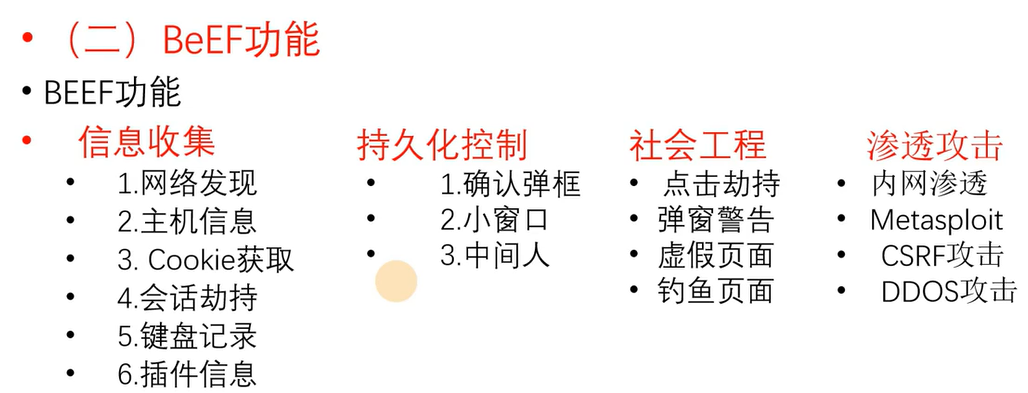 （二）BeEF功能
BEEF功能
信息收集
1.网络发现
2.主机信息
3. Cookie获取
4.会话劫持
5.键盘记录
6.插件信息
持久化控制
1.确认弹框
2.小窗口
3.中间人
社会工程
点击劫持
弹窗警告
虚假页面
钓鱼页面
渗透攻击
内网渗透
Metasploit
CSRF攻击
DDOS攻击